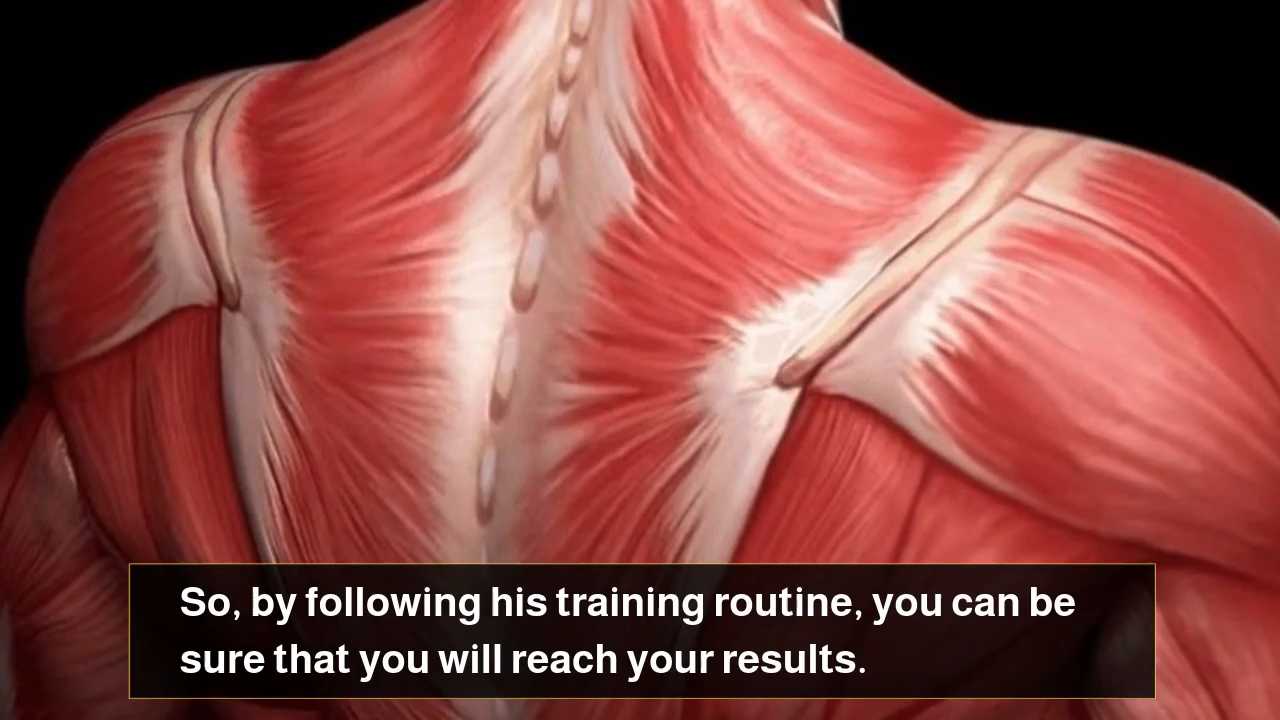 So, by following his training routine, you can be
sure that you will reach your results.